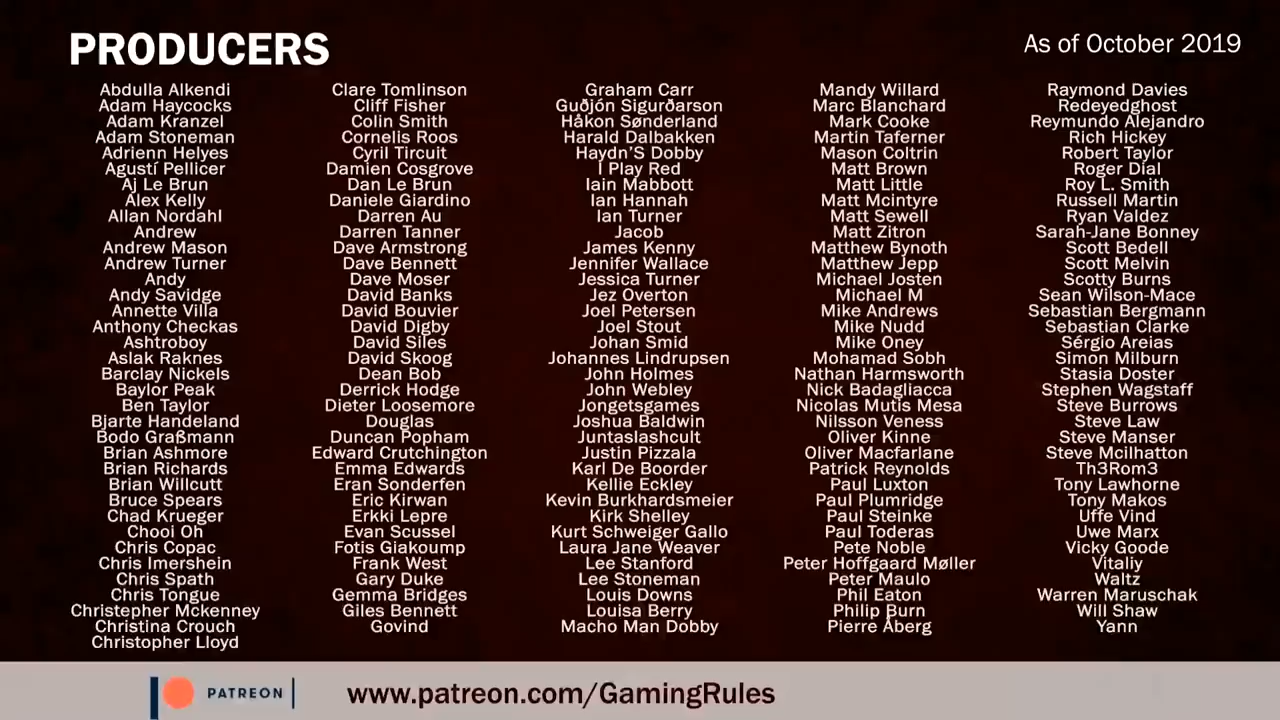 PRODUCERS
As of October 2019
Abdulla Alkendi
Adam Haycocks
Adam Kranzel
Adam Stoneman
Adrienn Helyes
Agustí Pellicer
Aj Le Brun
Alex Kelly
Allan Nordahl
Andrew
Andrew Mason
Andrew Turner
Andy
Andy Savidge
Annette Villa
Anthony Checkas
Ashtroboy
Aslak Raknes
Barclay Nickels
Baylor Peak
Ben Taylor
Bjarte Handeland
Bodo Graßmann
Brian Ashmore
Brian Richards
Brian Willcutt
Bruce Spears
Chad Krueger
Chooi Oh
Chris Copac
Chris Imershein
Chris Spath
Chris Tongue
Christepher Mckenney
Christina Crouch
Christopher Lloyd
Clare Tomlinson
Cliff Fisher
Colin Smith
Cornelis Roos
Cyril Tircuit
Damien Cosgrove
Dan Le Brun
Daniele Giardino
Darren Au
Darren Tanner
Dave Armstrong
Dave Bennett
Dave Moser
David Banks
David Bouvier
David Digby
David Siles
David Skoog
Dean Bob
Derrick Hodge
Dieter Loosemore
Douglas
Duncan Popham
Edward Crutchington
Emma Edwards
Eran Sonderfen
Eric Kirwan
Erkki Lepre
Evan Scussel
Fotis Giakoump
Frank West
Gary Duke
Gemma Bridges
Giles Bennett
Govind
Graham Carr
Guðjón Sigurðarson
Håkon Sønderland
Harald Dalbakken
Haydn'S Dobby
I Play Red
Iain Mabbott
Ian Hannah
Ian Turner
Jacob
James Kenny
Jennifer Wallace
Jessica Turner
Jez Overton
Joel Petersen
Joel Stout
Johan Smid
Johannes Lindrupsen
John Holmes
John Webley
Jongetsgames
Joshua Baldwin
Juntaslashcult
Justin Pizzala
Karl De Boorder
Kellie Eckley
Kevin Burkhardsmeier
Kirk Shelley
Kurt Schweiger Gallo
Laura Jane Weaver
Lee Stanford
Lee Stoneman
Louis Downs
Louisa Berry
Macho Man Dobby
Mandy Willard
Marc Blanchard
Mark Cooke
Martin Taferner
Mason Coltrin
Matt Brown
Matt Little
Matt Mcintyre
Matt Sewell
Matt Zitron
Matthew Bynoth
Matthew Jepp
Michael Josten
Michael M
Mike Andrews
Mike Nudd
Mike Oney
Mohamad Sobh
Nathan Harmsworth
Nick Badagliacca
Nicolas Mutis Mesa
Nilsson Veness
Oliver Kinne
Oliver Macfarlane
Patrick Reynolds
Paul Luxton
Paul Plumridge
Paul Steinke
Paul Toderas
Pete Noble
Peter Hoffgaard Møller
Peter Maulo
Phil Eaton
Philip Burn
Pierre Åberg
Raymond Davies
Redeyedghost
Reymundo Alejandro
Rich Hickey
Robert Taylor
Roger Dial
Roy L. Smith
Russell Martin
Ryan Valdez
Sarah-Jane Bonney
Scott Bedell
Scott Melvin
Scotty Burns
Sean Wilson-Mace
Sebastian Bergmann
Sebastian Clarke
Sérgio Areias
Simon Milburn
Stasia Doster
Stephen Wagstaff
Steve Burrows
Steve Law
Steve Manser
Steve Mcilhatton
Th3Rom3
Tony Lawhorne
Tony Makos
Uffe Vind
Uwe Marx
Vicky Goode
Vitaliy
Waltz
Warren Maruschak
Will Shaw
Yann
PATREON
www.patreon.com/GamingRules